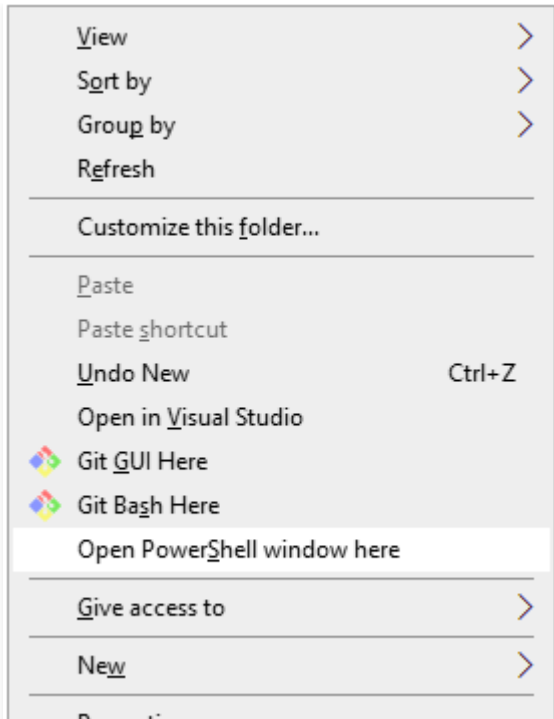 View
Sort by
Group by
Refresh
Customize this folder...
Paste
Paste shortcut
Undo New Ctrl+Z
Open in Visual Studio
Git GUI Here
Git Bash Here
Open PowerShell window here
Give access to
New